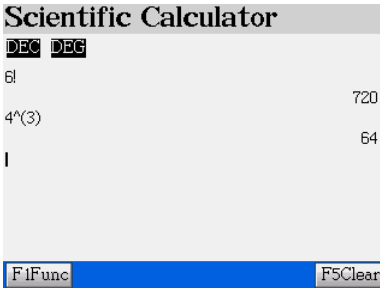 Scientific Calculator
DEC DEG
6!
720
4^(3)
64
F1Func F5Clear